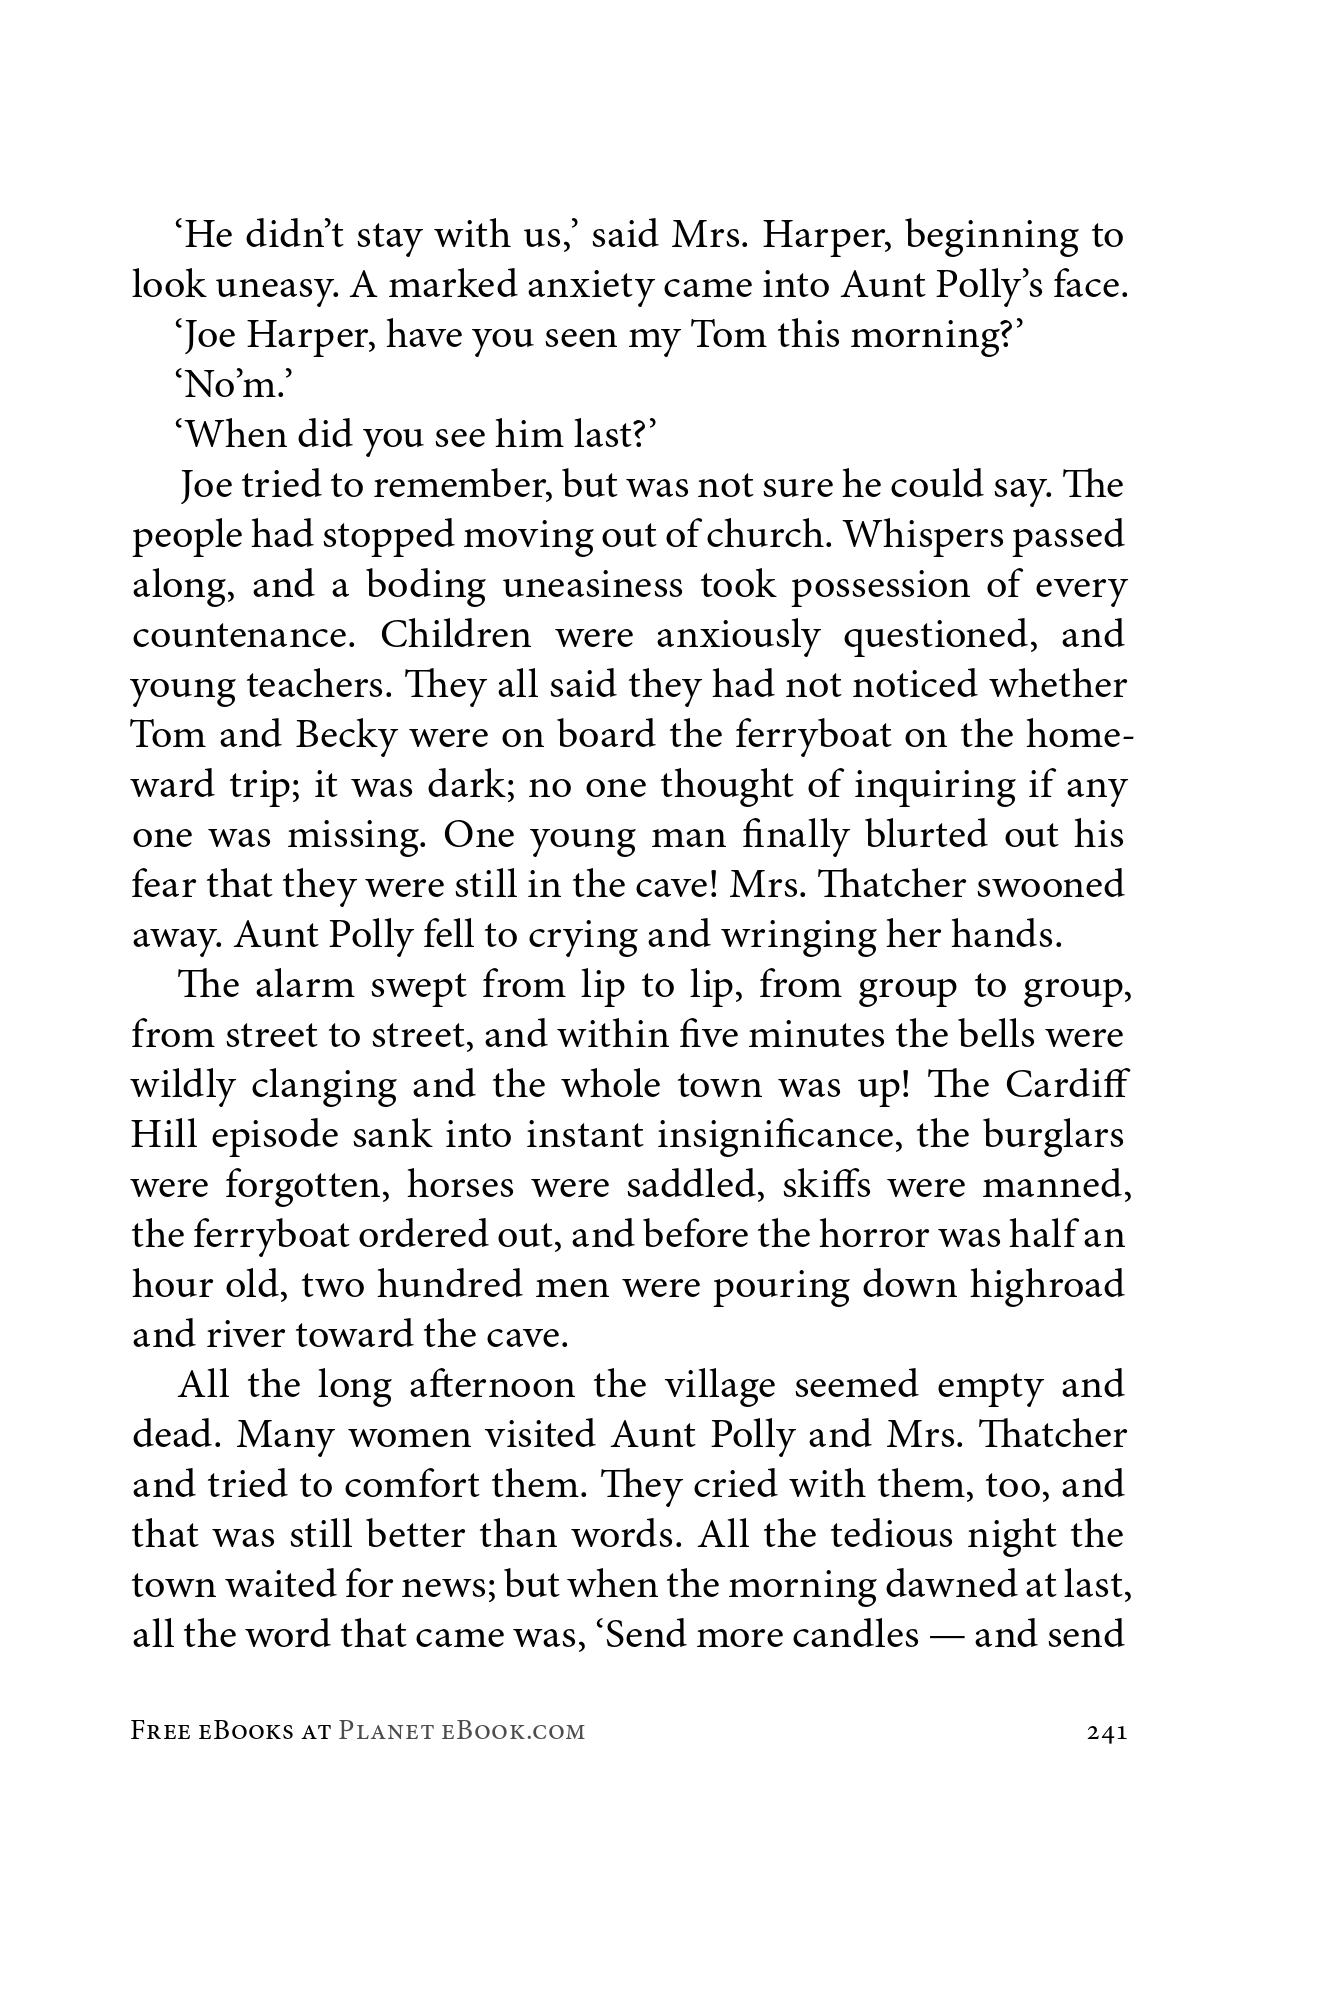 ‘He didn’t stay with us,’ said Mrs. Harper, beginning to
look uneasy. A marked anxiety came into Aunt Polly’s face.
‘Joe Harper, have you seen my Tom this morning?’
‘No’m.’
‘When did you see him last?’
Joe tried to remember, but was not sure he could say. The
people had stopped moving out of church. Whispers passed
along, and a boding uneasiness took possession of every
countenance. Children were anxiously questioned, and
young teachers. They all said they had not noticed whether
Tom and Becky were on board the ferryboat on the home-
ward trip; it was dark; no one thought of inquiring if any
one was missing. One young man finally blurted out his
fear that they were still in the cave! Mrs. Thatcher swooned
away. Aunt Polly fell to crying and wringing her hands.
The alarm swept from lip to lip, from group to group,
from street to street, and within five minutes the bells were
wildly clanging and the whole town was up! The Cardiff
Hill episode sank into instant insignificance, the burglars
were forgotten, horses were saddled, skiffs were manned,
the ferryboat ordered out, and before the horror was half an
hour old, two hundred men were pouring down highroad
and river toward the cave.
All the long afternoon the village seemed empty and
dead. Many women visited Aunt Polly and Mrs. Thatcher
and tried to comfort them. They cried with them, too, and
that was still better than words. All the tedious night the
town waited for news; but when the morning dawned at last,
all the word that came was, ‘Send more candles — and send
Free eBooks at Planet eBook.com 241